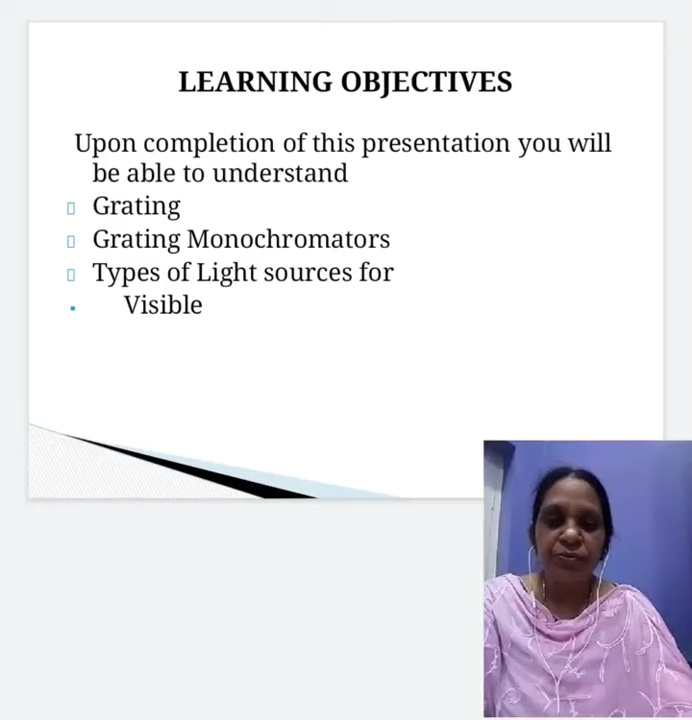 LEARNING OBJECTIVES
Upon completion of this presentation you will
be able to understand
Grating
Grating Monochromators
Types of Light sources for
Visible